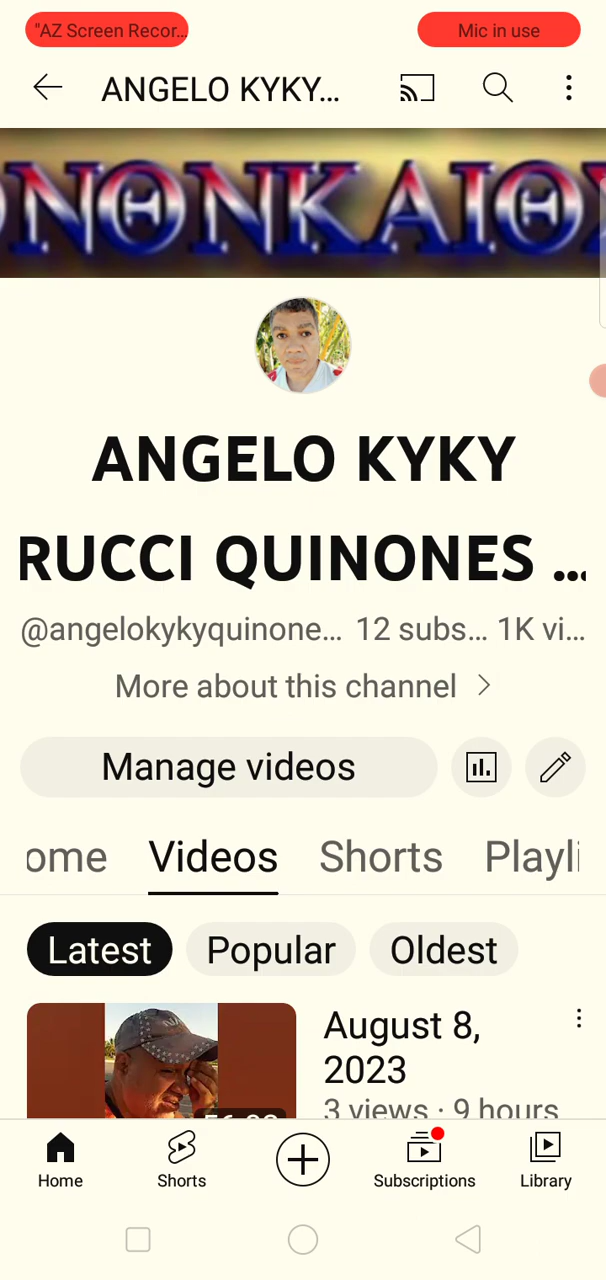 "AZ Screen Recor... Mic in use
ANGELO KYKY...
ΝΘΝΚΑΙΘ
ANGELO KYKY
RUCCI QUINONES ...
@angelokykyquinone... 12 subs... 1K vi...
More about this channel
Manage videos
ome Videos Shorts Playli
Latest Popular Oldest
August 8,
2023
3 views · 9 hours
Home Shorts Subscriptions Library